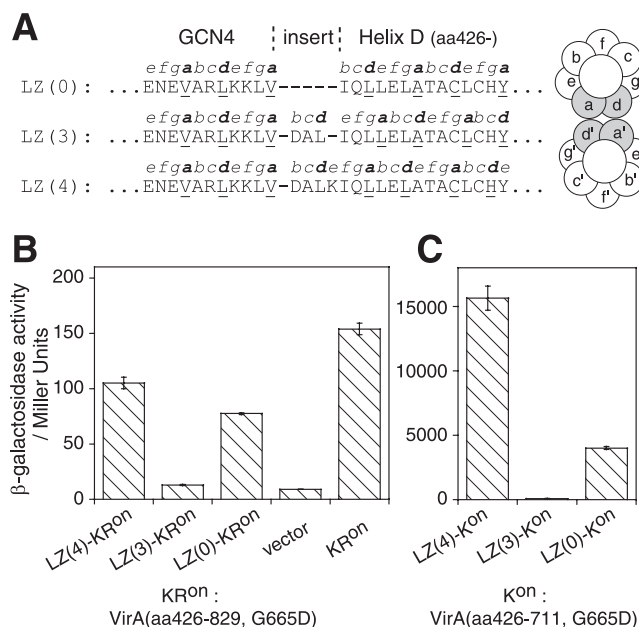 A
GCN4 insert Helix D (aa426-)
efgabcdefga bcdefgabcdefga
LZ(0): ...ENEVARLKKLV-----IQLLELATACLCHY...
efgabcdefga bcd efgabcdefgabcd
LZ(3): ...ENEVARLKKLV-DAL-IQLLELATACLCHY...
efgabcdefga bcdefgabcdefgabcde
LZ(4): ...ENEVARLKKLV-DALKIQLLELATACLCHY...
f
b c
e g
a d
d' a'
g' e
c' b'
f'
B
β-galactosidase activity
/ Miller Units
200
150
100
50
0
LZ(4)-KRon
LZ(3)-KRon
LZ(0)-KRon
vector
KRon
KRon :
VirA(aa426-829, G665D)
C
15000
10000
5000
0
LZ(4)-Kon
LZ(3)-Kon
LZ(0)-Kon
Kon :
VirA(aa426-711, G665D)